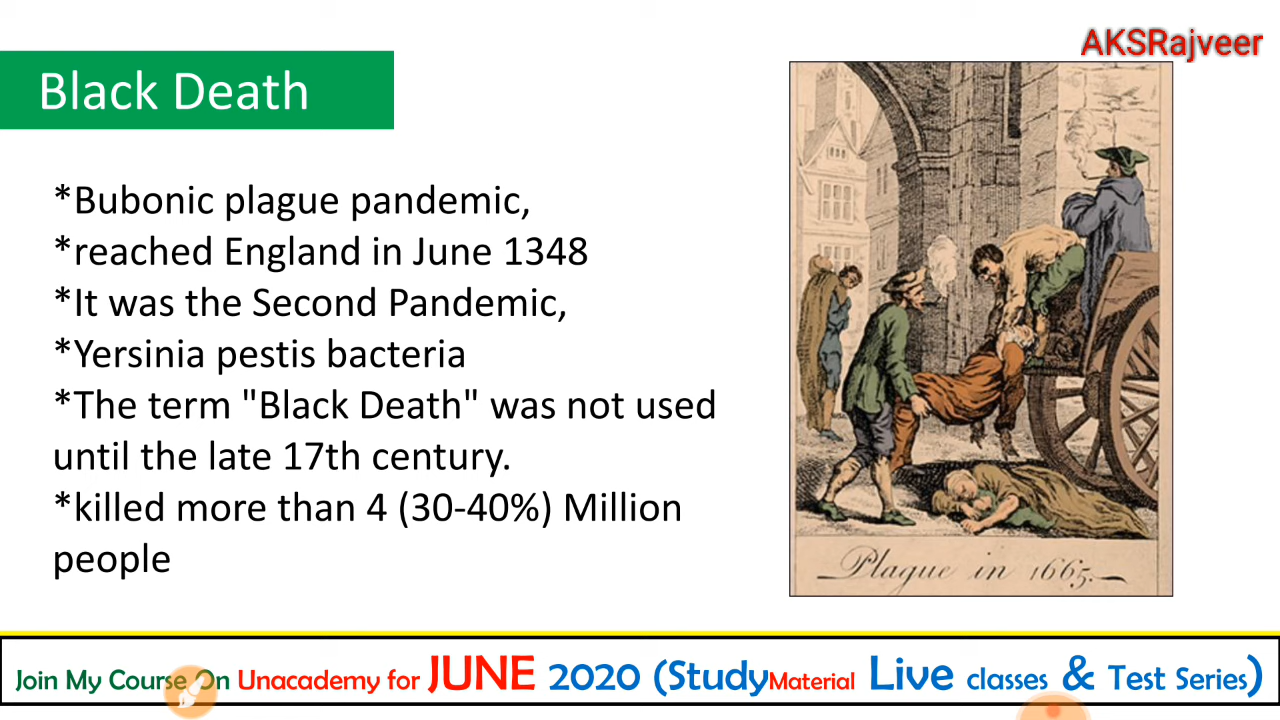 AKSRajveer
Black Death
*Bubonic plague pandemic,
*reached England in June 1348
*It was the Second Pandemic,
*Yersinia pestis bacteria
*The term "Black Death" was not used
until the late 17th century.
*killed more than 4 (30-40%) Million
people
Plague in 1665.
Join My Course On Unacademy for JUNE 2020 (StudyMaterial Live classes & Test Series)